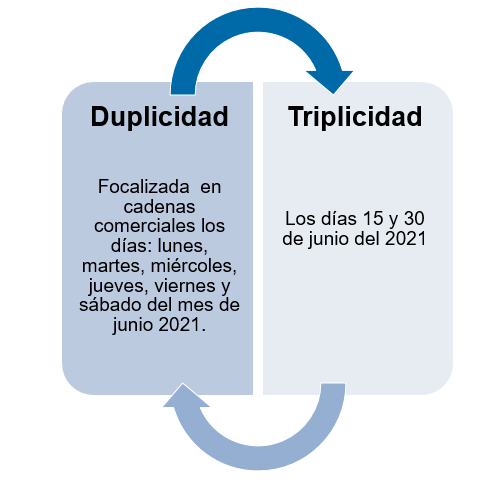 Duplicidad
Focalizada  en
cadenas
comerciales los
días: lunes,
martes, miércoles,
jueves, viernes y
sábado del mes de
junio 2021.
Triplicidad
Los días 15 y 30
de junio del 2021